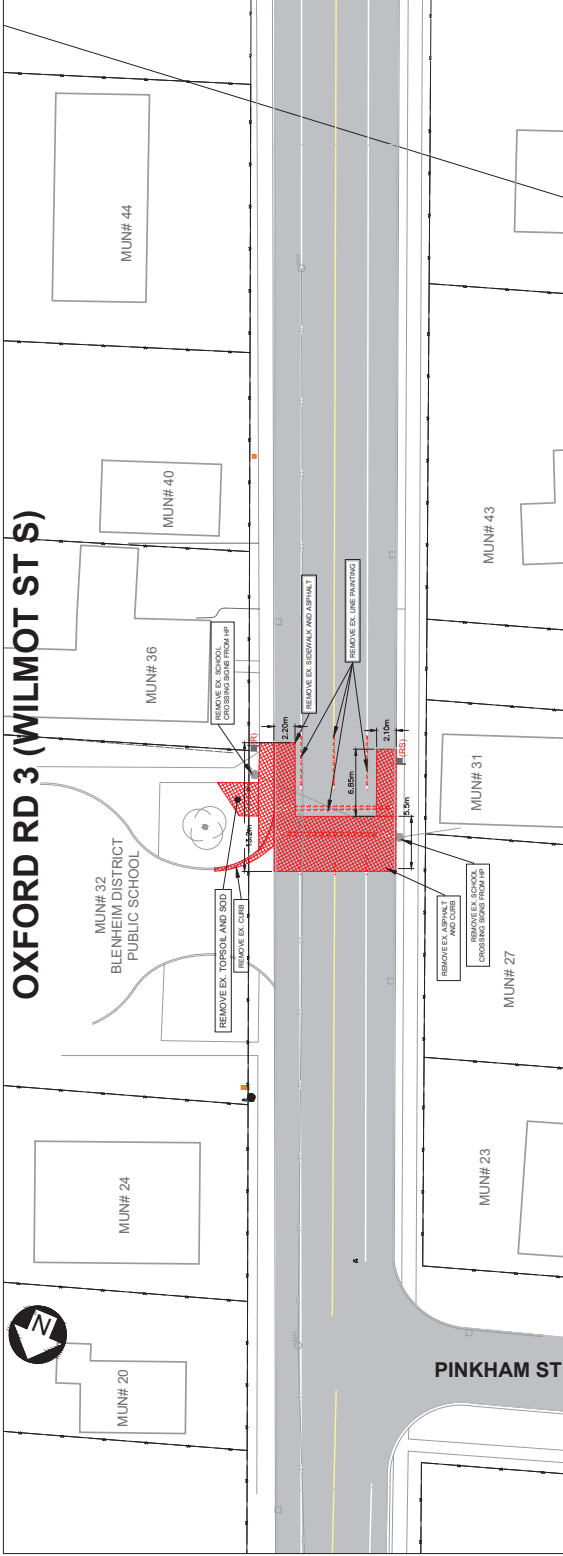 OXFORD RD 3 (WILMOT ST S)
MUN# 44
MUN# 40
MUN# 36
MUN# 32
BLENHEIM DISTRICT
PUBLIC SCHOOL
MUN# 24
MUN# 20
N
REMOVE EX. SCHOOL
CROSSING SIGNS FROM HP
(R)
REMOVE EX. SIDEWALK AND ASPHALT
REMOVE EX. LINE PAINTING
REMOVE EX. TOPSOIL AND SOD
REMOVE EX. CURB
13.2m
2.20m
6.85m
2.10m
5.5m
(RS)
REMOVE EX. ASPHALT
AND CURB
REMOVE EX. SCHOOL
CROSSING SIGNS FROM HP
MUN# 43
MUN# 31
MUN# 27
MUN# 23
PINKHAM ST